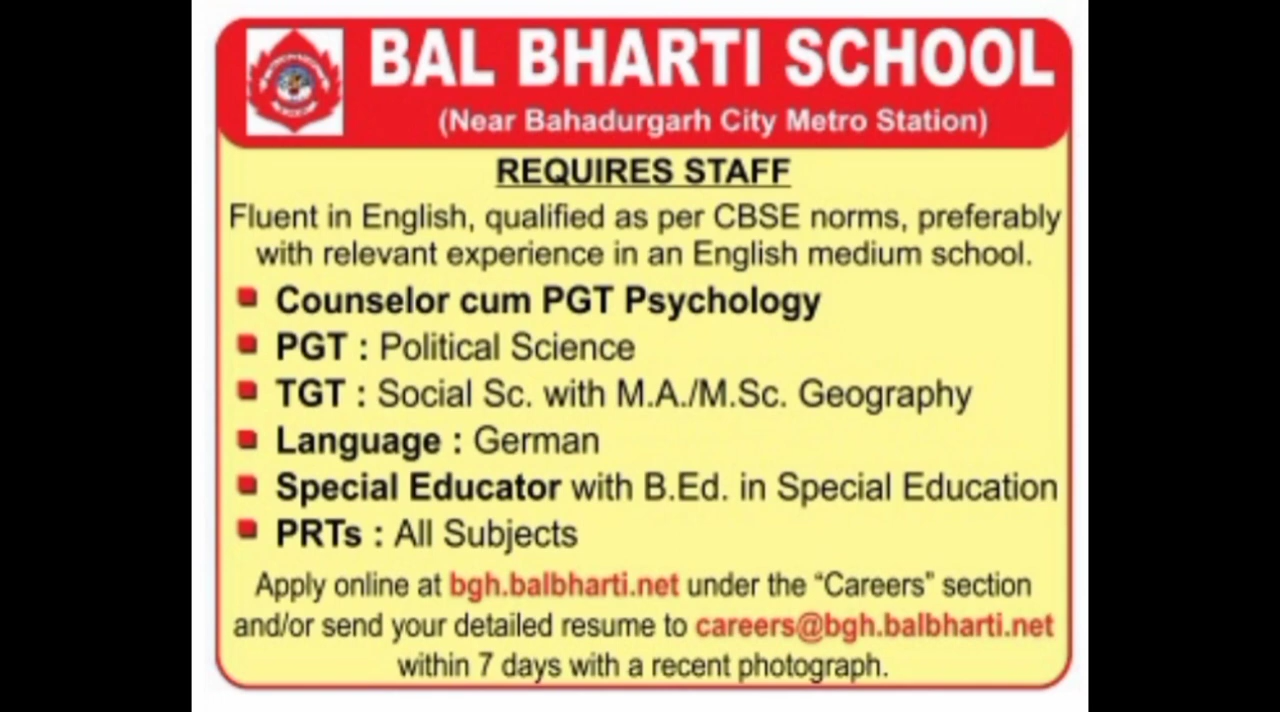 BAL BHARTI SCHOOL
(Near Bahadurgarh City Metro Station)
REQUIRES STAFF
Fluent in English, qualified as per CBSE norms, preferably
with relevant experience in an English medium school.
Counselor cum PGT Psychology
PGT : Political Science
TGT : Social Sc. with M.A./M.Sc. Geography
Language : German
Special Educator with B.Ed. in Special Education
PRTs : All Subjects
Apply online at bgh.balbharti.net under the “Careers” section
and/or send your detailed resume to careers@bgh.balbharti.net
within 7 days with a recent photograph.